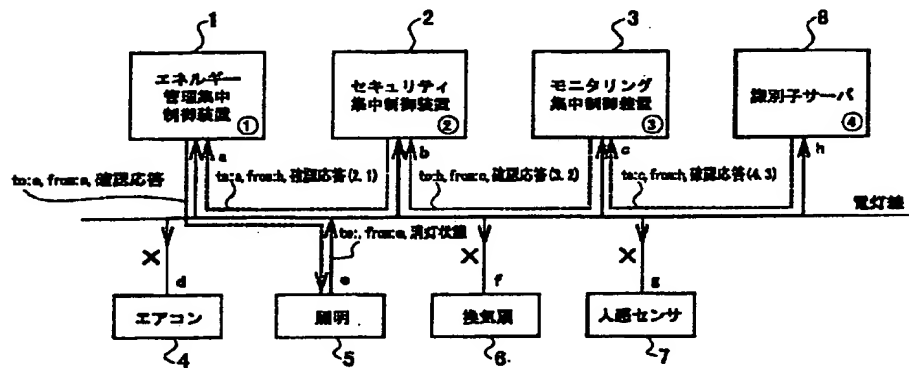 1
2
3
8
エネルギー
管理集中
制御装置
①
セキュリティ
集中制御装置
②
モニタリング
集中制御装置
③
識別子サーバ
④
a
b
c
h
to:e, from:a, 確認応答
to:a, from:b, 確認応答(2, 1)
to:b, from:c, 確認応答(3, 2)
to:c, from:h, 確認応答(4, 3)
電灯線
to:, from:e, 消灯状態
×
×
×
d
e
f
g
エアコン
照明
換気扇
人感センサ
4
5
6
7